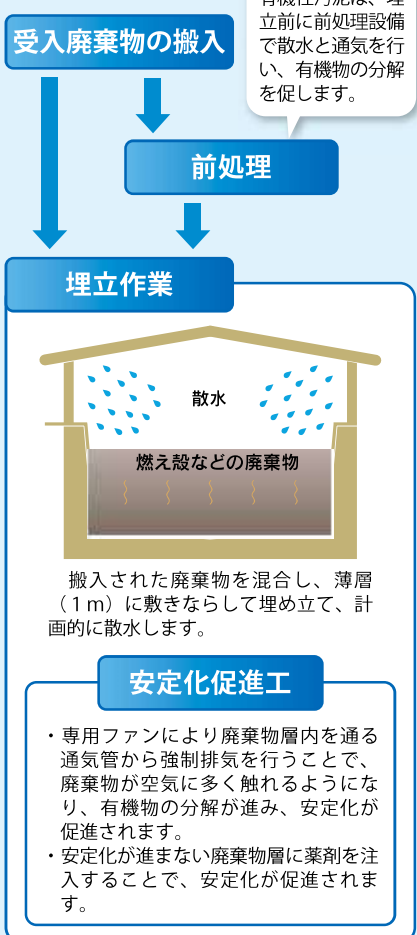 受入廃棄物の搬入
立前に前処理設備
で散水と通気を行
い、有機物の分解
を促します。
前処理
埋立作業
散水
燃え殻などの廃棄物
搬入された廃棄物を混合し、薄層
（１ｍ）に敷きならして埋め立て、計
画的に散水します。
安定化促進工
・専用ファンにより廃棄物層内を通る
通気管から強制排気を行うことで、
廃棄物が空気に多く触れるようにな
り、有機物の分解が進み、安定化が
促進されます。
・安定化が進まない廃棄物層に薬剤を注
入することで、安定化が促進されま
す。